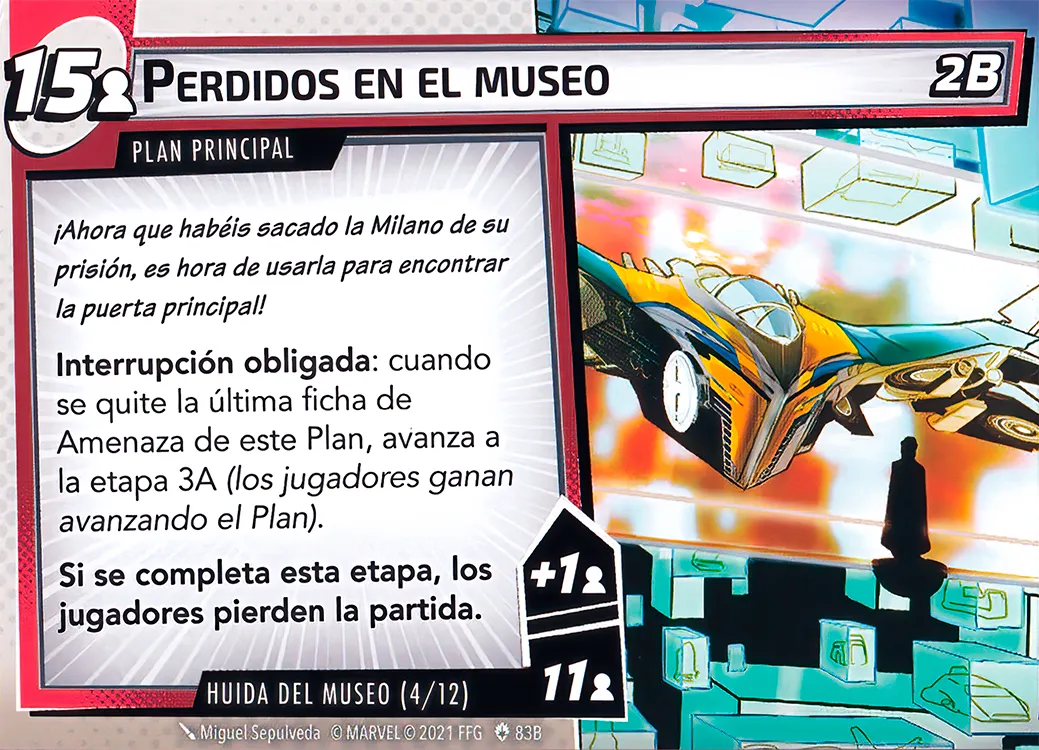 15
PERDIDOS EN EL MUSEO
2B
PLAN PRINCIPAL
¡Ahora que habéis sacado la Milano de su
prisión, es hora de usarla para encontrar
la puerta principal!
Interrupción obligada: cuando
se quite la última ficha de
Amenaza de este Plan, avanza a
la etapa 3A (los jugadores ganan
avanzando el Plan).
Si se completa esta etapa, los
jugadores pierden la partida.
+1
11
HUIDA DEL MUSEO (4/12)
Miguel Sepulveda © MARVEL © 2021 FFG 83B